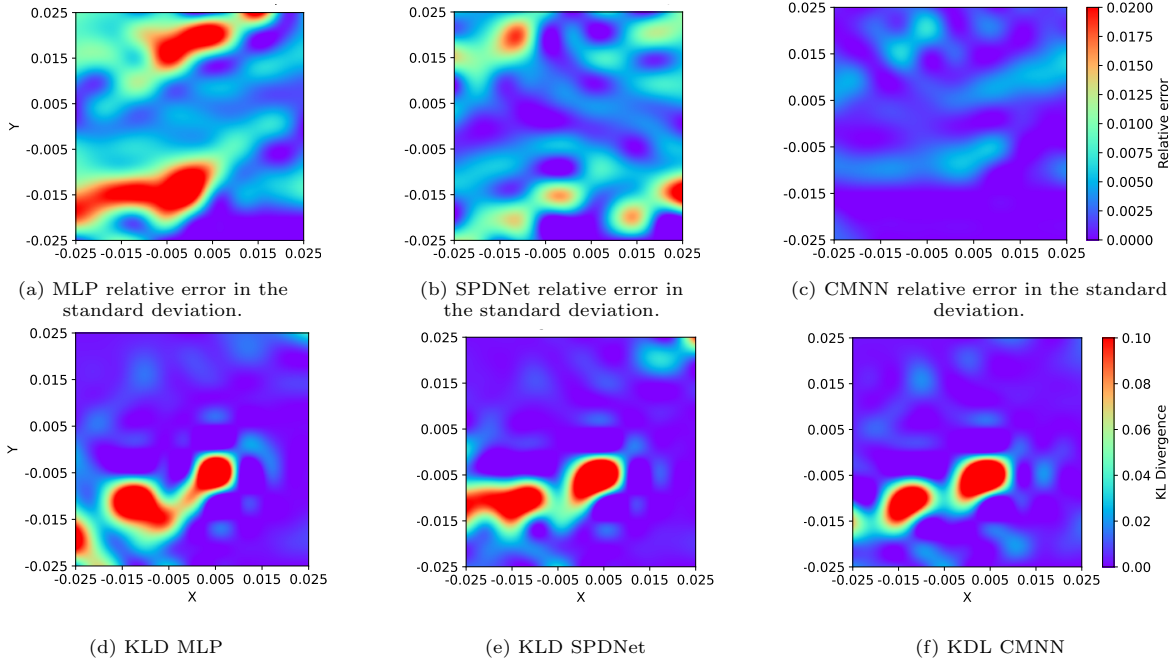 0.025
0.015
0.005
-0.005
-0.015
-0.025
Y
-0.025 -0.015 -0.005 0.005 0.015 0.025
0.025
0.015
0.005
-0.005
-0.015
-0.025
-0.025 -0.015 -0.005 0.005 0.015 0.025
0.025
0.015
0.005
-0.005
-0.015
-0.025
-0.025 -0.015 -0.005 0.005 0.015 0.025
0.0200
0.0175
0.0150
0.0125
0.0100
0.0075
0.0050
0.0025
0.0000
Relative error
(a) MLP relative error in the
standard deviation.
(b) SPDNet relative error in
the standard deviation.
(c) CMNN relative error in the standard
deviation.
0.025
0.015
0.005
-0.005
-0.015
-0.025
Y
-0.025 -0.015 -0.005 0.005 0.015 0.025
X
0.025
0.015
0.005
-0.005
-0.015
-0.025
-0.025 -0.015 -0.005 0.005 0.015 0.025
X
0.025
0.015
0.005
-0.005
-0.015
-0.025
-0.025 -0.015 -0.005 0.005 0.015 0.025
X
0.10
0.08
0.06
0.04
0.02
0.00
KL Divergence
(d) KLD MLP
(e) KLD SPDNet
(f) KDL CMNN